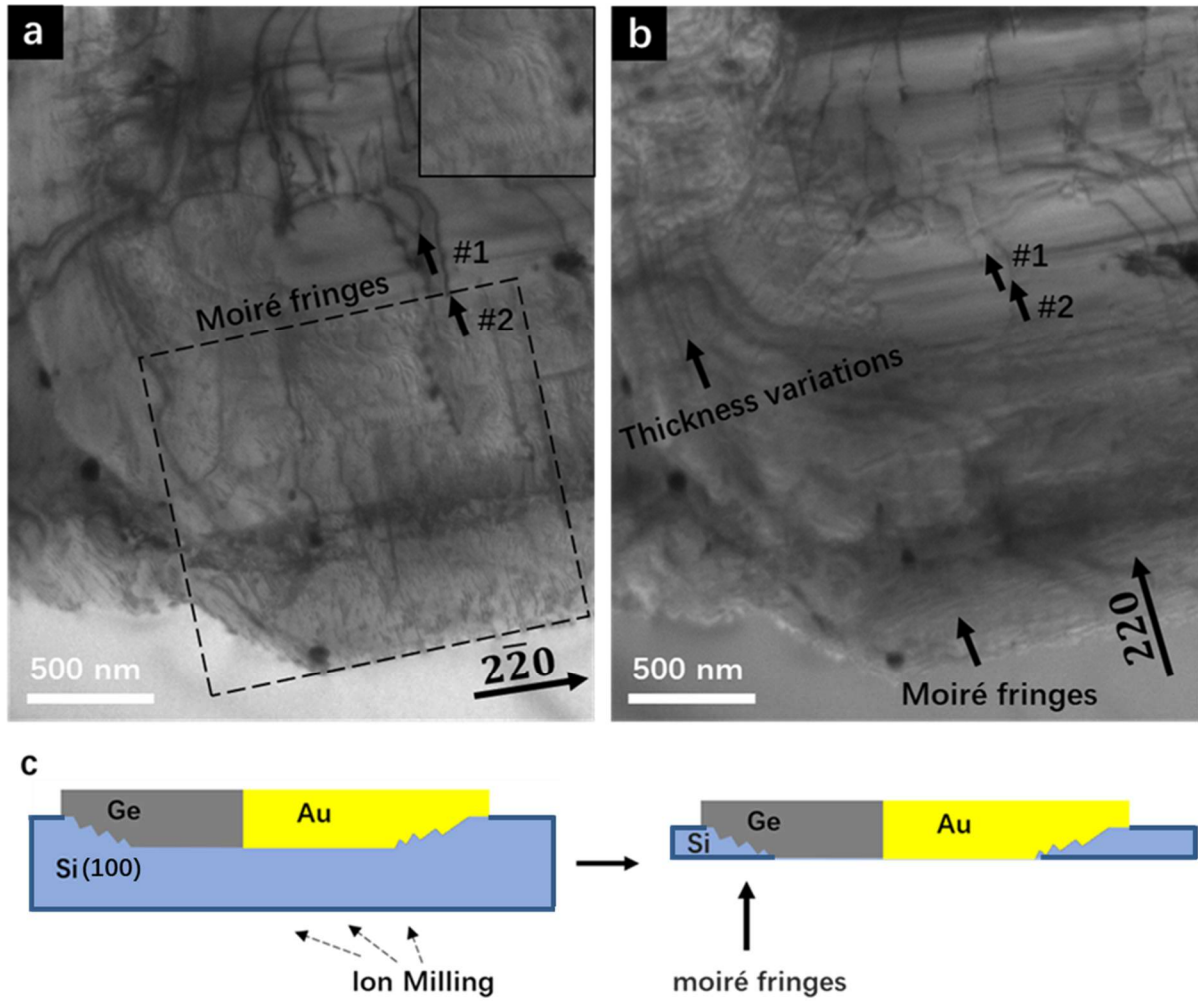 a
#1
Moiré fringes
#2
500 nm
22̄0
b
#1
#2
Thickness variations
220
500 nm
Moiré fringes
c
Ge
Au
Si(100)
Ion Milling
Ge
Au
Si
moiré fringes